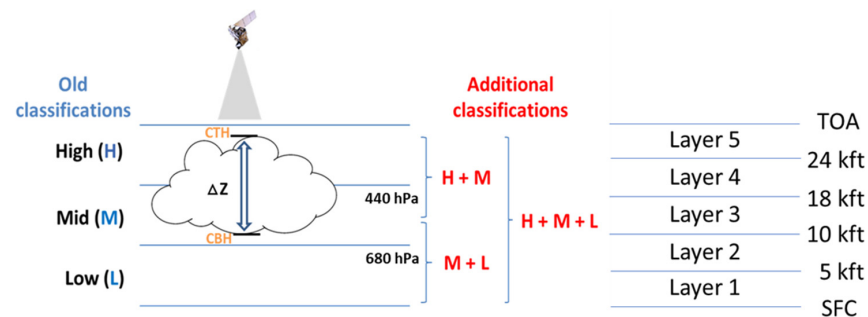 Old
classifications
Additional
classifications
CTH
High (H)
ΔZ
440 hPa
H + M
Mid (M)
CBH
680 hPa
H + M + L
M + L
Low (L)
TOA
Layer 5
24 kft
Layer 4
18 kft
Layer 3
10 kft
Layer 2
5 kft
Layer 1
SFC